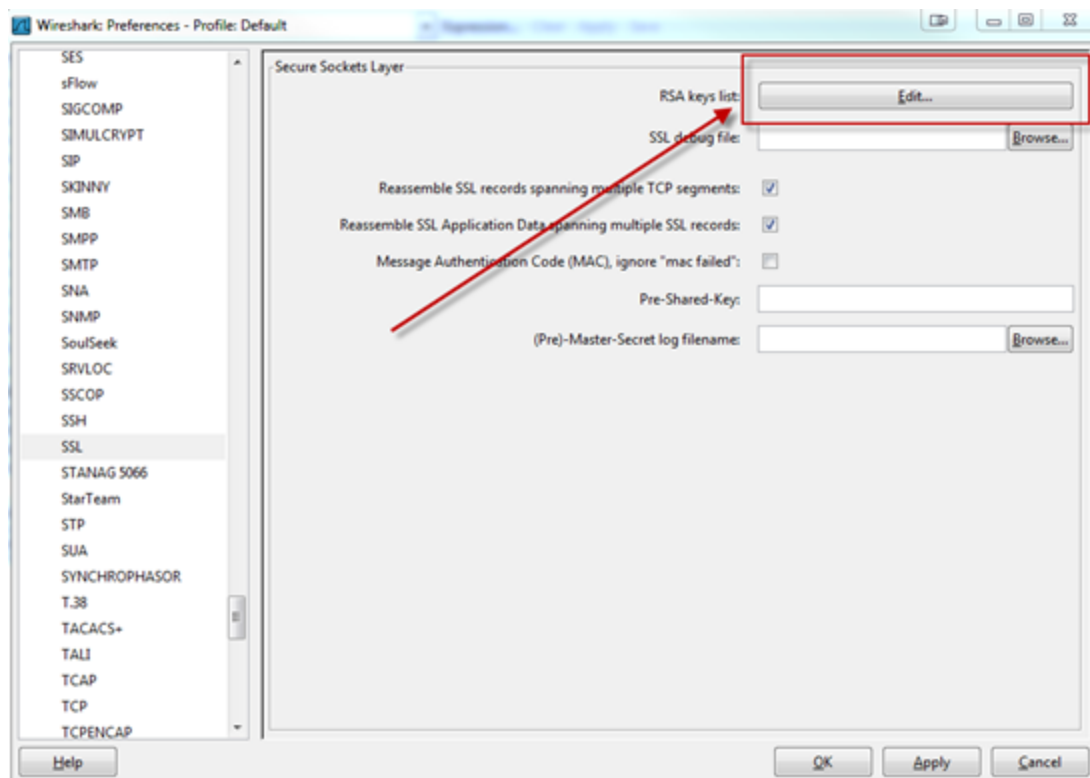 Wireshark: Preferences - Profile: Default
SES
sFlow
SIGCOMP
SIMULCRYPT
SIP
SKINNY
SMB
SMPP
SMTP
SNA
SNMP
SoulSeek
SRVLOC
SSCOP
SSH
SSL
STANAG 5066
StarTeam
STP
SUA
SYNCHROPHASOR
T.38
TACACS+
TALI
TCAP
TCP
TCPENCAP
Secure Sockets Layer
RSA keys list: Edit...
SSL debug file: Browse...
Reassemble SSL records spanning multiple TCP segments:
Reassemble SSL Application Data spanning multiple SSL records:
Message Authentication Code (MAC), ignore "mac failed":
Pre-Shared-Key:
(Pre)-Master-Secret log filename: Browse...
Help OK Apply Cancel